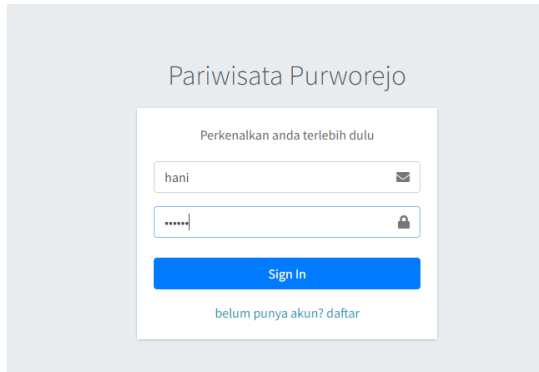 Pariwisata Purworejo
Perkenalkan anda terlebih dulu
hani
••••••
Sign In
belum punya akun? daftar